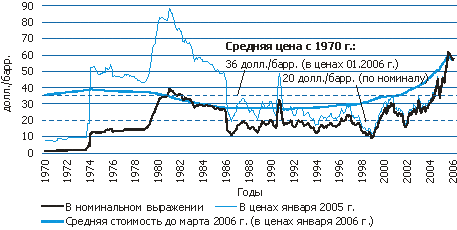 90
80
70
60
50
40
30
20
10
0
долл./барр.
Средняя цена с 1970 г.:
36 долл./барр. (в ценах 01.2006 г.)
20 долл./барр. (по номиналу)
1970 1972 1974 1976 1978 1980 1982 1984 1986 1988 1990 1992 1994 1996 1998 2000 2002 2004 2006
Годы
В номинальном выражении В ценах января 2005 г.
Средняя стоимость до марта 2006 г. (в ценах января 2006 г.)